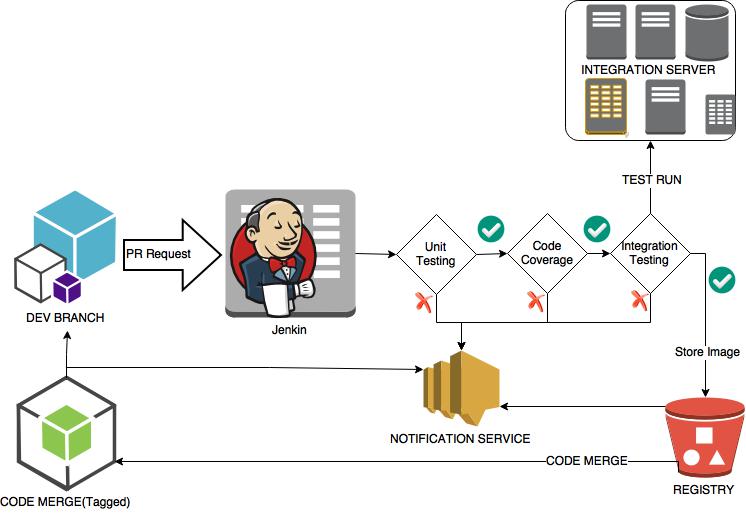 INTEGRATION SERVER
TEST RUN
PR Request
Unit
Testing
Code
Coverage
Integration
Testing
Jenkin
DEV BRANCH
Store Image
NOTIFICATION SERVICE
CODE MERGE
REGISTRY
CODE MERGE(Tagged)